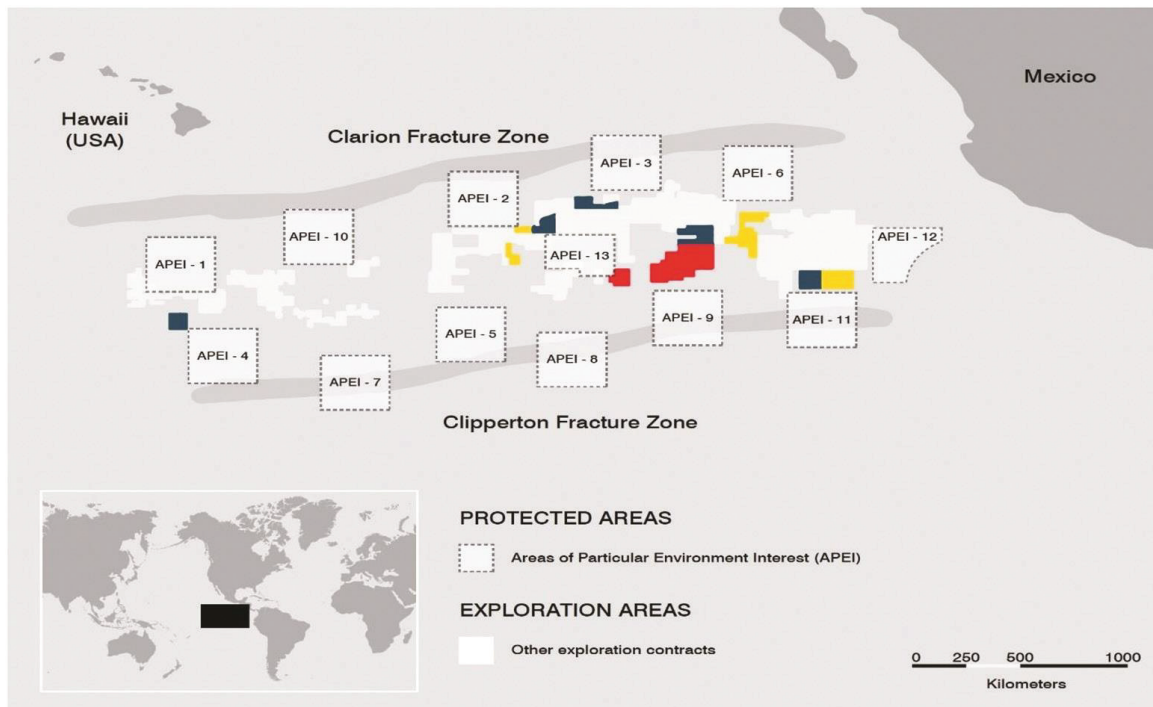 Mexico
Hawaii
(USA)
Clarion Fracture Zone
APEI - 3
APEI - 6
APEI - 2
APEI - 10
APEI - 12
APEI - 1
APEI - 13
APEI - 9
APEI - 11
APEI - 5
APEI - 4
APEI - 8
APEI - 7
Clipperton Fracture Zone
PROTECTED AREAS
Areas of Particular Environment Interest (APEI)
EXPLORATION AREAS
Other exploration contracts
0 250 500 1000
Kilometers